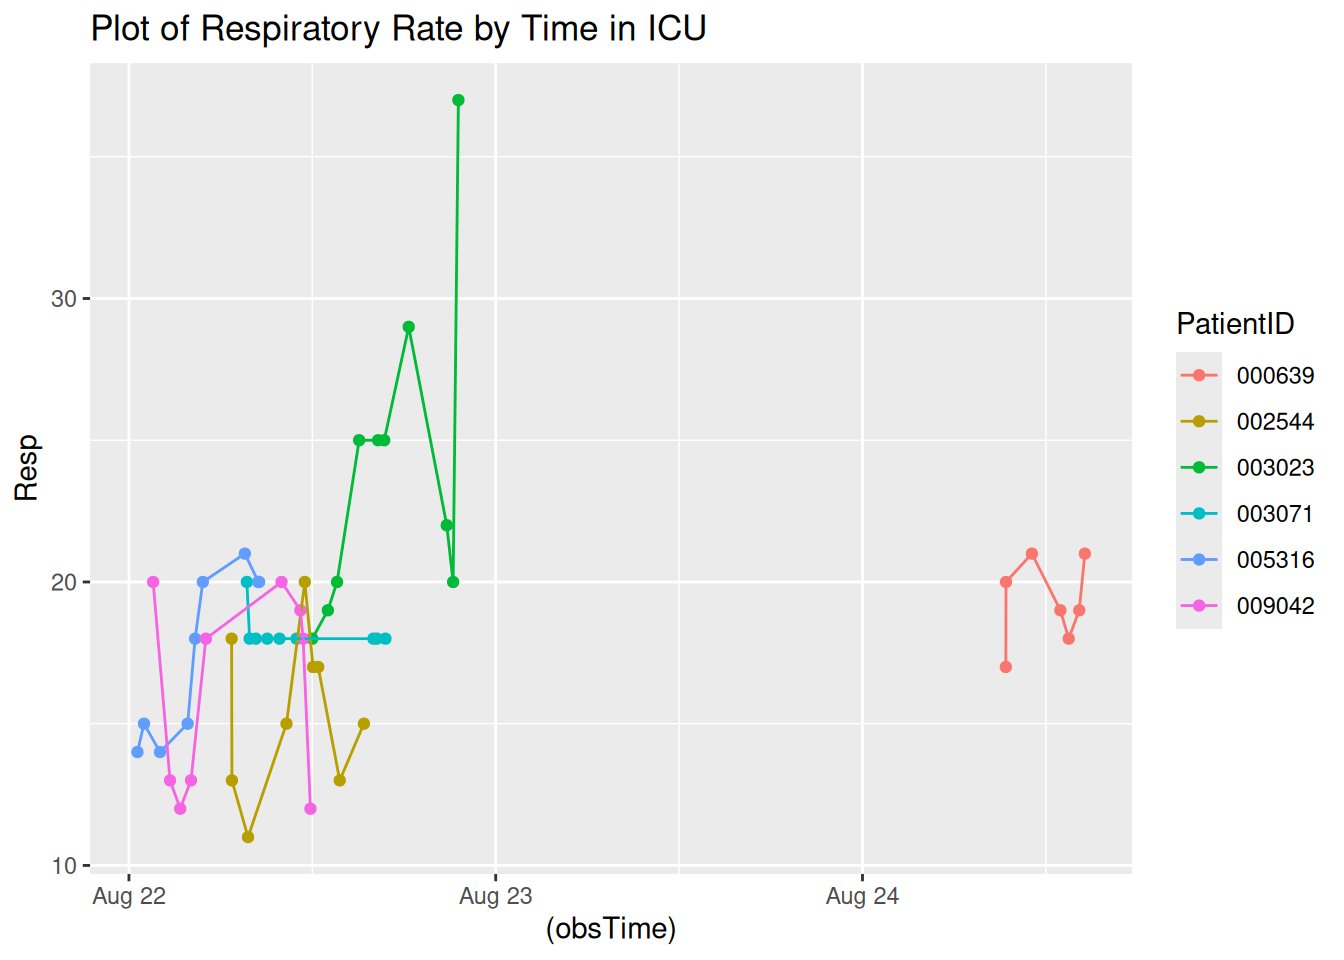 Plot of Respiratory Rate by Time in ICU
30
20
10
Resp
Aug 22
Aug 23
Aug 24
(obsTime)
PatientID
000639
002544
003023
003071
005316
009042